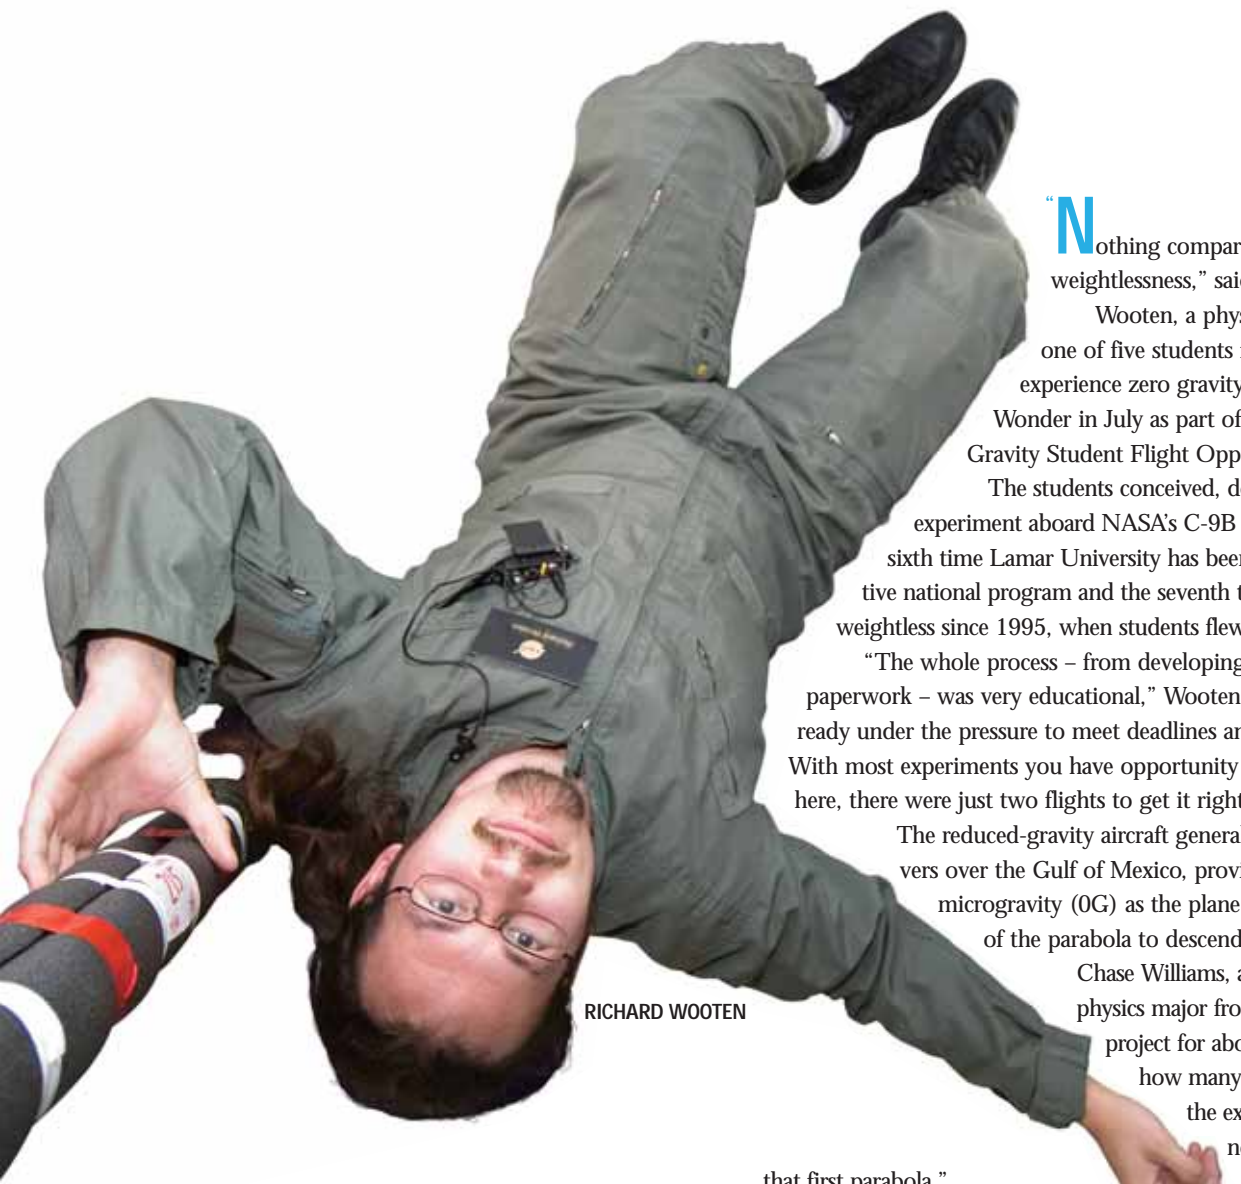 “Nothing compar
weightlessness,” said
Wooten, a phys
one of five students
experience zero gravity
Wonder in July as part of
Gravity Student Flight Opp
The students conceived, de
experiment aboard NASA’s C-9B
sixth time Lamar University has been
tive national program and the seventh t
weightless since 1995, when students flew
“The whole process – from developing
paperwork – was very educational,” Wooten
ready under the pressure to meet deadlines an
With most experiments you have opportunity
here, there were just two flights to get it right
The reduced-gravity aircraft general
vers over the Gulf of Mexico, provi
microgravity (0G) as the plane
of the parabola to descend
Chase Williams, a
physics major fro
project for abo
how many
the ex
no
RICHARD WOOTEN
that first parabola.”